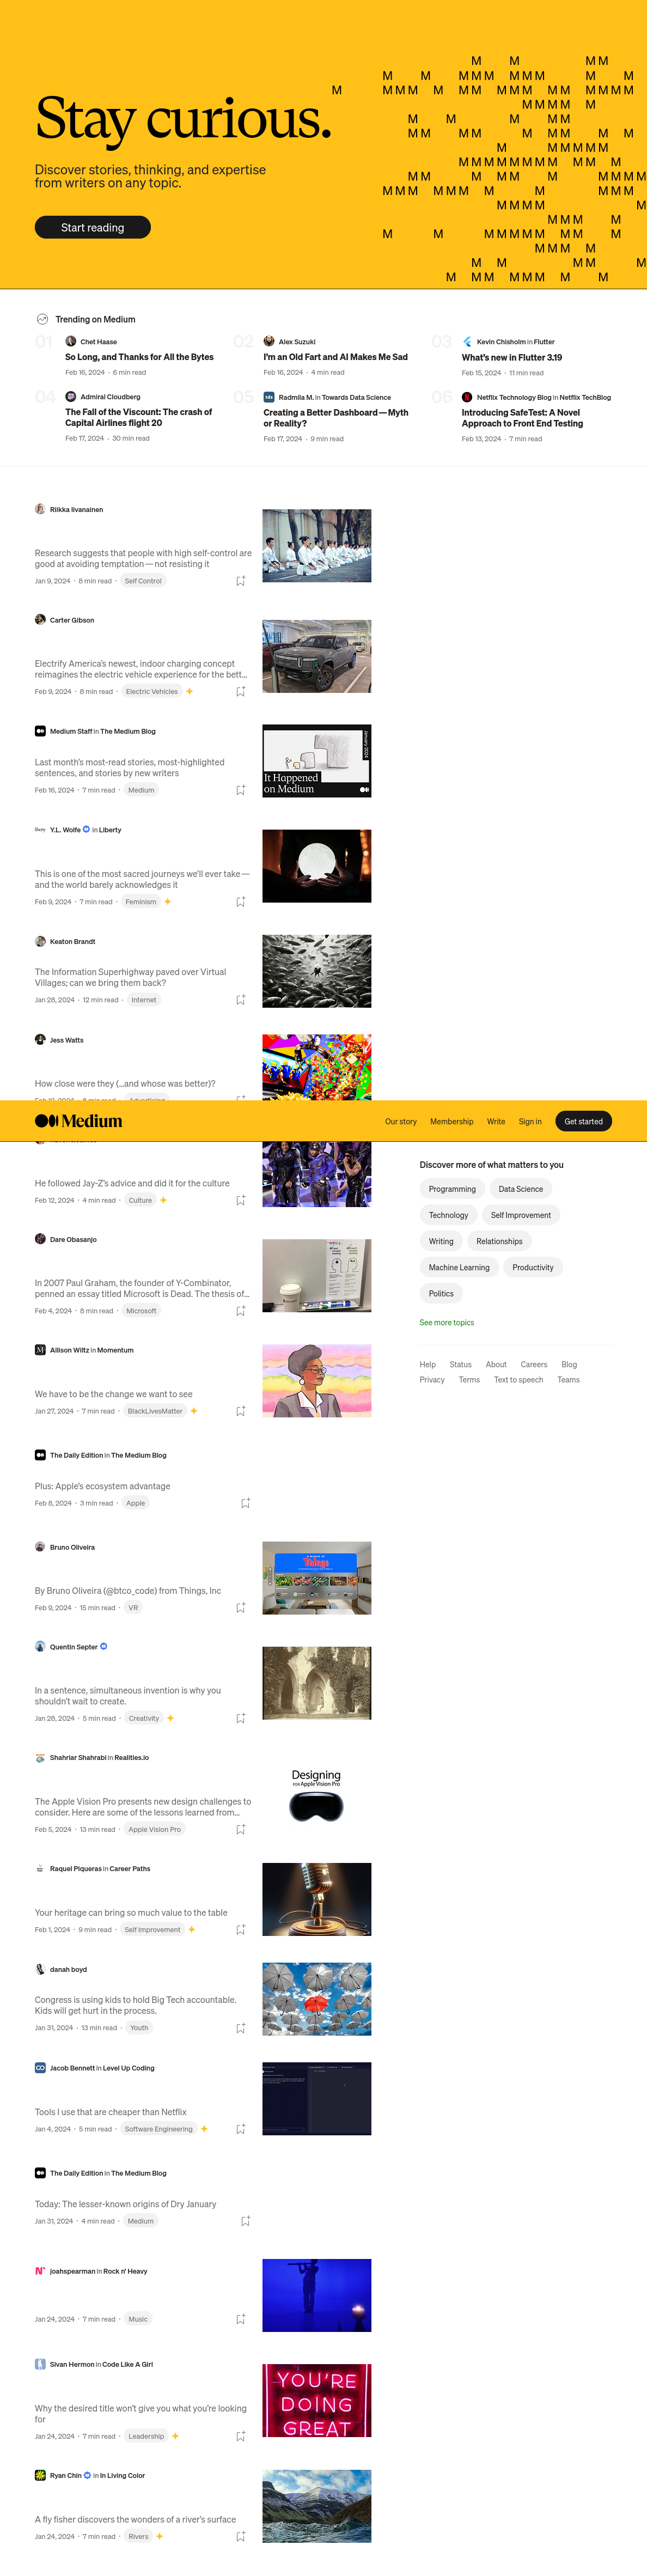 Stay curious.
Discover stories, thinking, and expertise
from writers on any topic.
Start reading
Trending on Medium
01
Chet Haase
So Long, and Thanks for All the Bytes
Feb 16, 2024 · 6 min read
02
Alex Suzuki
I'm an Old Fart and AI Makes Me Sad
Feb 16, 2024 · 4 min read
03
Kevin Chisholm in Flutter
What's new in Flutter 3.19
Feb 15, 2024 · 11 min read
04
Admiral Cloudberg
The Fall of the Viscount: The crash of
Capital Airlines flight 20
Feb 17, 2024 · 30 min read
05
Radmila M. in Towards Data Science
Creating a Better Dashboard — Myth
or Reality?
Feb 17, 2024 · 9 min read
06
Netflix Technology Blog in Netflix TechBlog
Introducing SafeTest: A Novel
Approach to Front End Testing
Feb 13, 2024 · 7 min read
Riikka Iivanainen
Research suggests that people with high self-control are
good at avoiding temptation — not resisting it
Jan 9, 2024 · 8 min read · Self Control
Carter Gibson
Electrify America's newest, indoor charging concept
reimagines the electric vehicle experience for the bett…
Feb 9, 2024 · 8 min read · Electric Vehicles
Medium Staff in The Medium Blog
Last month's most-read stories, most-highlighted
sentences, and stories by new writers
Feb 16, 2024 · 7 min read · Medium
January 2024
It Happened
on Medium
Y.L. Wolfe in Liberty
This is one of the most sacred journeys we'll ever take —
and the world barely acknowledges it
Feb 9, 2024 · 7 min read · Feminism
Keaton Brandt
The Information Superhighway paved over Virtual
Villages; can we bring them back?
Jan 28, 2024 · 12 min read · Internet
Jess Watts
How close were they (…and whose was better)?
Medium
Our story
Membership
Write
Sign in
Get started
He followed Jay-Z's advice and did it for the culture
Feb 12, 2024 · 4 min read · Culture
Dare Obasanjo
In 2007 Paul Graham, the founder of Y-Combinator,
penned an essay titled Microsoft is Dead. The thesis of…
Feb 4, 2024 · 8 min read · Microsoft
Allison Wiltz in Momentum
We have to be the change we want to see
Jan 27, 2024 · 7 min read · BlackLivesMatter
The Daily Edition in The Medium Blog
Plus: Apple's ecosystem advantage
Feb 8, 2024 · 3 min read · Apple
Bruno Oliveira
By Bruno Oliveira (@btco_code) from Things, Inc
Feb 9, 2024 · 15 min read · VR
Things
Quentin Septer
In a sentence, simultaneous invention is why you
shouldn't wait to create.
Jan 28, 2024 · 5 min read · Creativity
Shahriar Shahrabi in Realities.io
The Apple Vision Pro presents new design challenges to
consider. Here are some of the lessons learned from…
Feb 5, 2024 · 13 min read · Apple Vision Pro
Designing
FOR Apple Vision Pro
Raquel Piqueras in Career Paths
Your heritage can bring so much value to the table
Feb 1, 2024 · 9 min read · Self Improvement
danah boyd
Congress is using kids to hold Big Tech accountable.
Kids will get hurt in the process.
Jan 31, 2024 · 13 min read · Youth
Jacob Bennett in Level Up Coding
Tools I use that are cheaper than Netflix
Jan 4, 2024 · 5 min read · Software Engineering
The Daily Edition in The Medium Blog
Today: The lesser-known origins of Dry January
Jan 31, 2024 · 4 min read · Medium
joahspearman in Rock n' Heavy
Jan 24, 2024 · 7 min read · Music
Sivan Hermon in Code Like A Girl
Why the desired title won't give you what you're looking
for
Jan 24, 2024 · 7 min read · Leadership
YOU'RE
DOING
GREAT
Ryan Chin in In Living Color
A fly fisher discovers the wonders of a river's surface
Jan 24, 2024 · 7 min read · Rivers
Discover more of what matters to you
Programming
Data Science
Technology
Self Improvement
Writing
Relationships
Machine Learning
Productivity
Politics
See more topics
Help
Status
About
Careers
Blog
Privacy
Terms
Text to speech
Teams